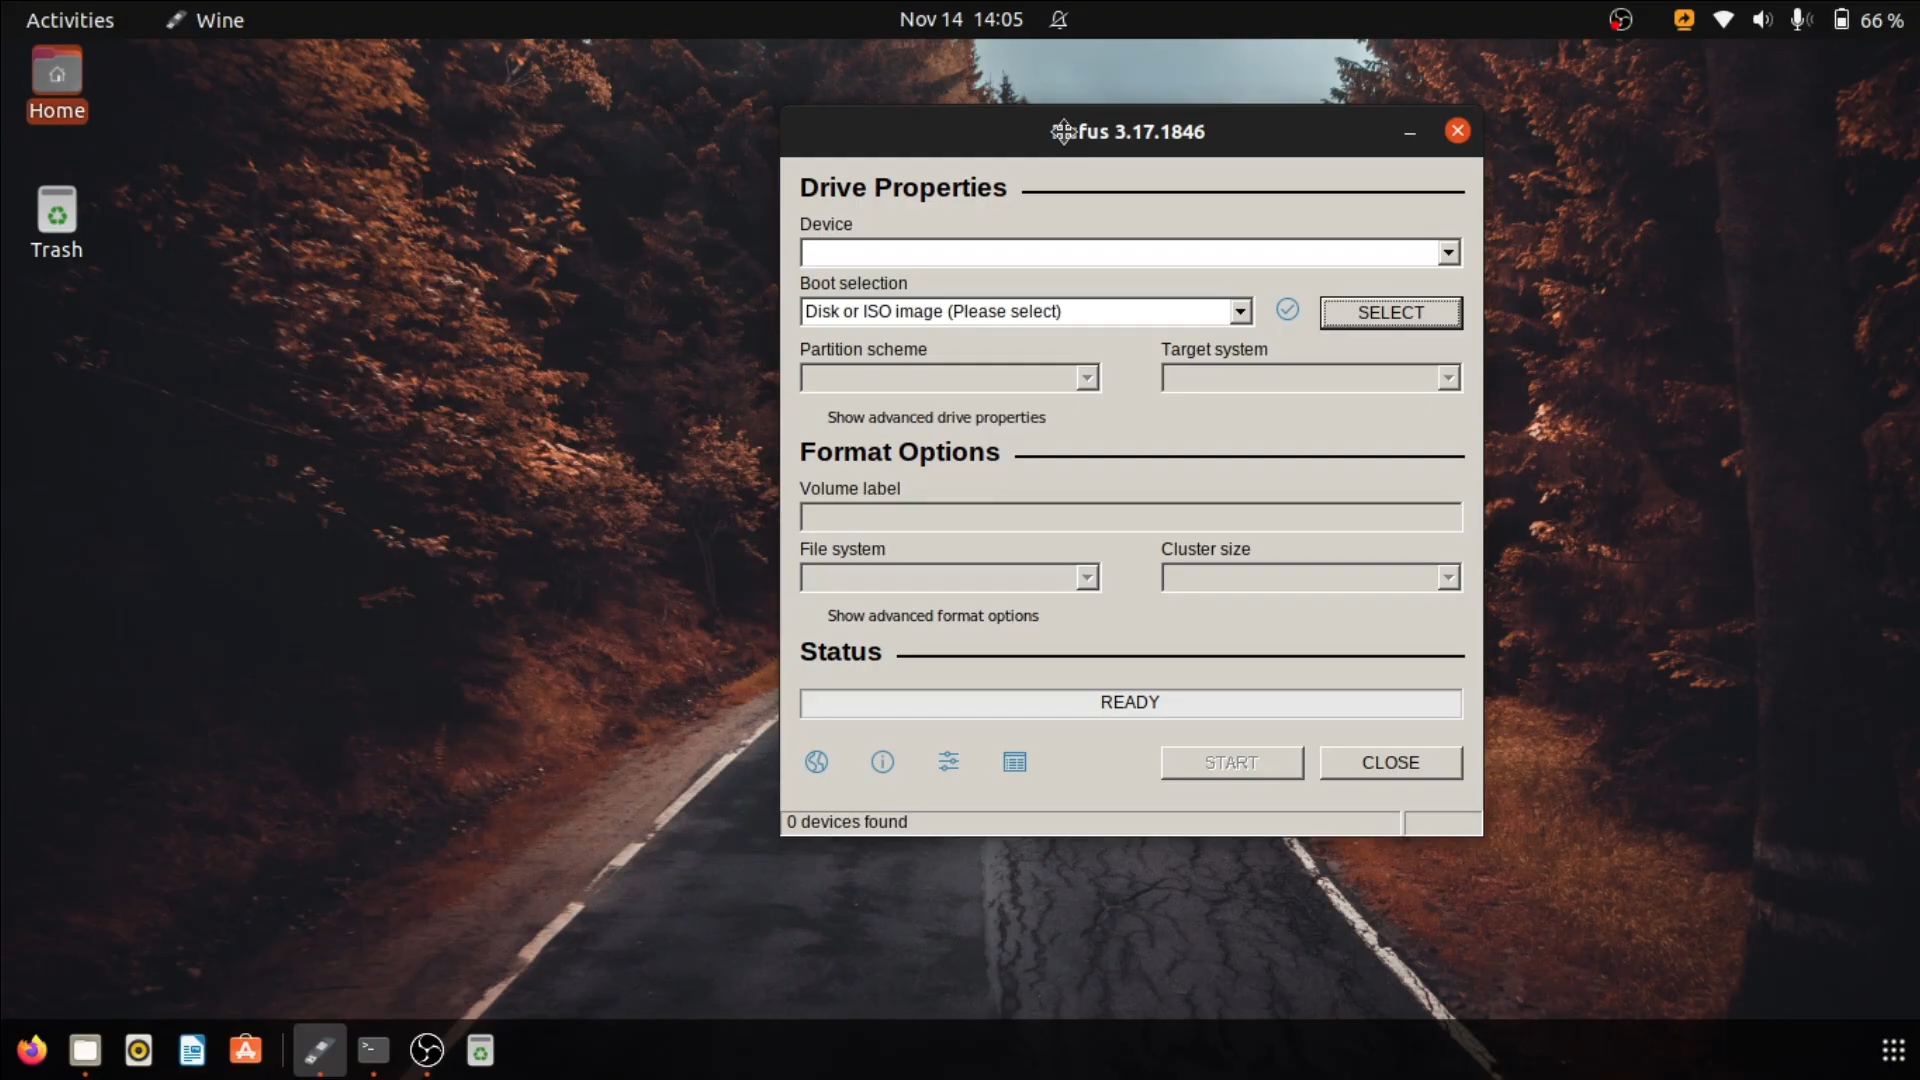 Activities
Wine
Nov 14 14:05
66 %
Home
Trash
fus 3.17.1846
Drive Properties
Device
Boot selection
Disk or ISO image (Please select)
SELECT
Partition scheme
Target system
Show advanced drive properties
Format Options
Volume label
File system
Cluster size
Show advanced format options
Status
READY
START
CLOSE
0 devices found